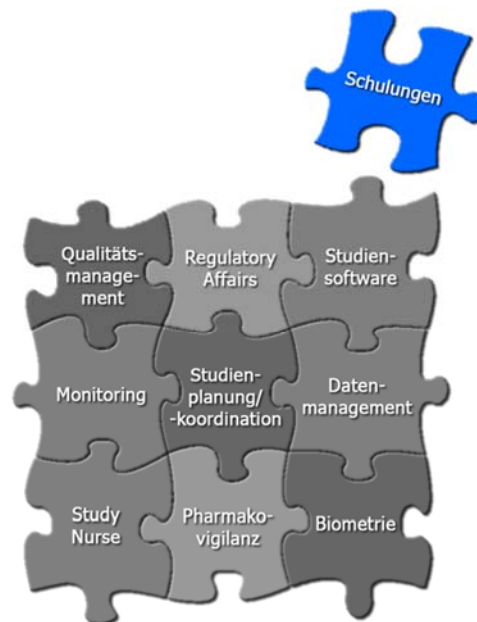 Schulungen
Qualitäts-
manage-
ment
Regulatory
Affairs
Studien-
software
Monitoring
Studien-
planung/
-koordination
Daten-
management
Study
Nurse
Pharmako-
vigilanz
Biometrie